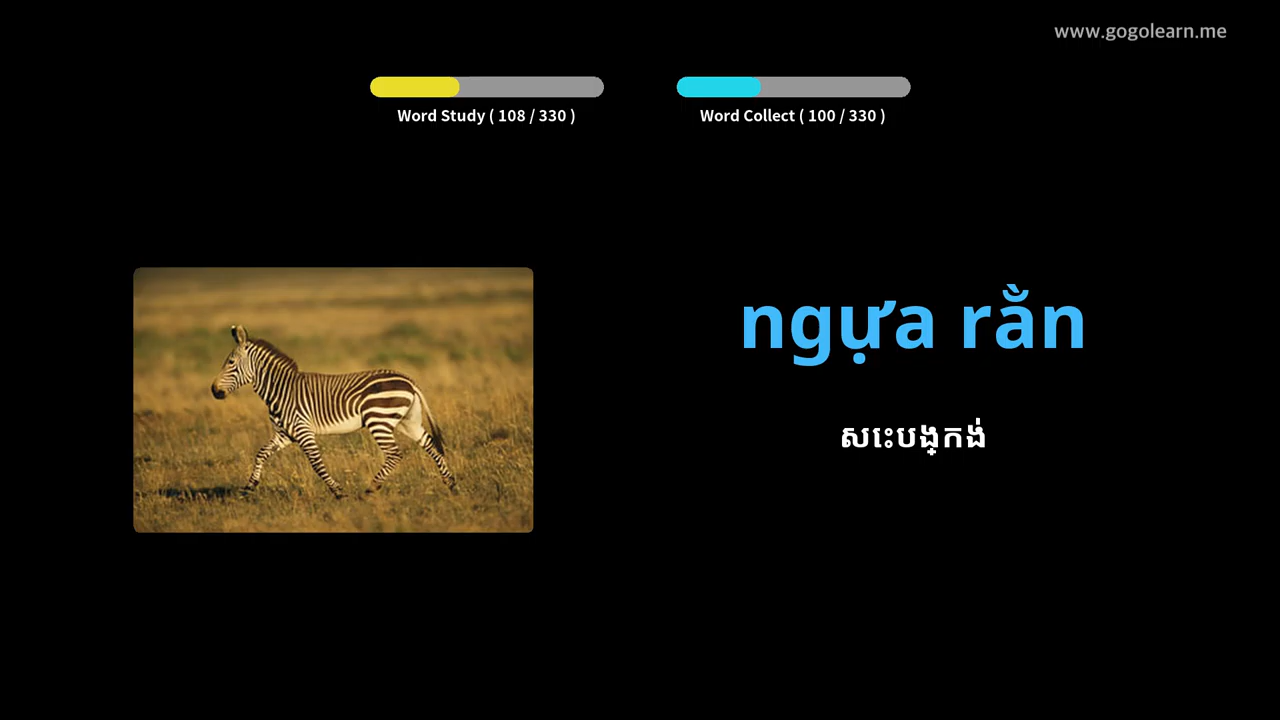 www.gogolearn.me
Word Study ( 108 / 330 )
Word Collect ( 100 / 330 )
ngựa rằn
សេះបង្កង់